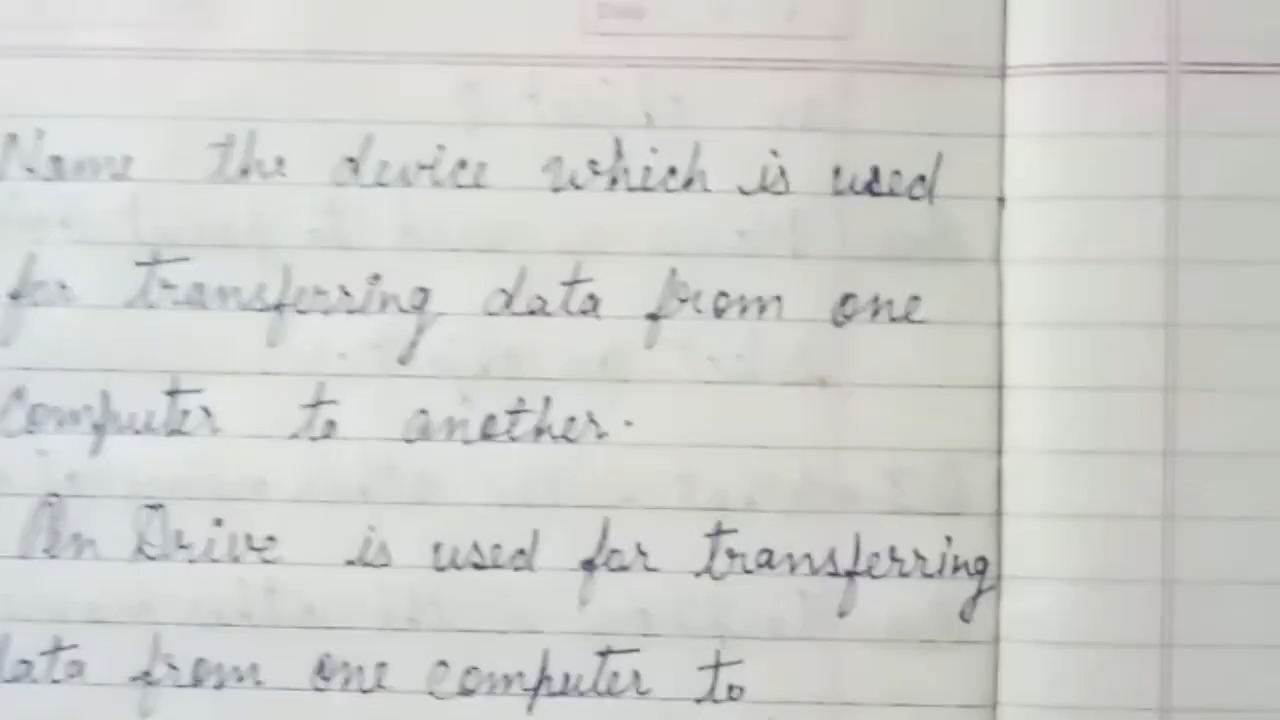 Name the device which is used
for transferring data from one
computer to another.
Drive is used for transferring
data from one computer to